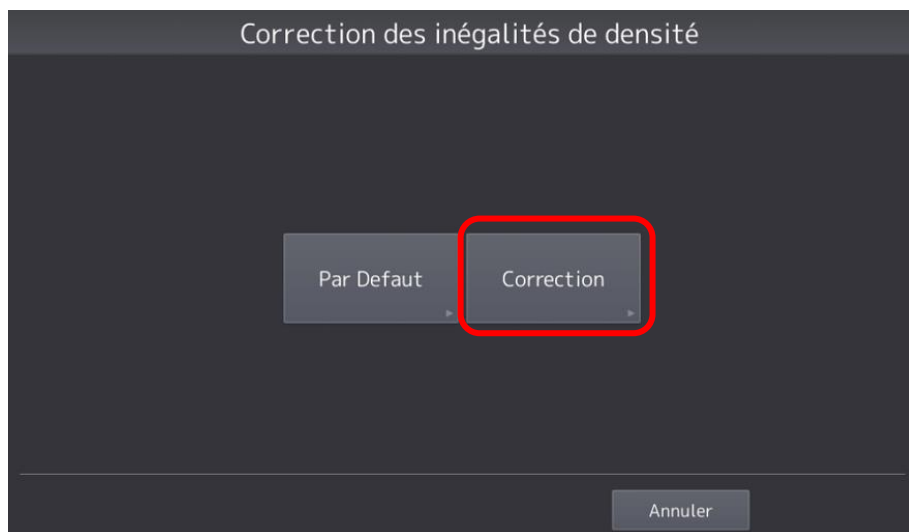 Correction des inégalités de densité
Par Defaut
Correction
Annuler